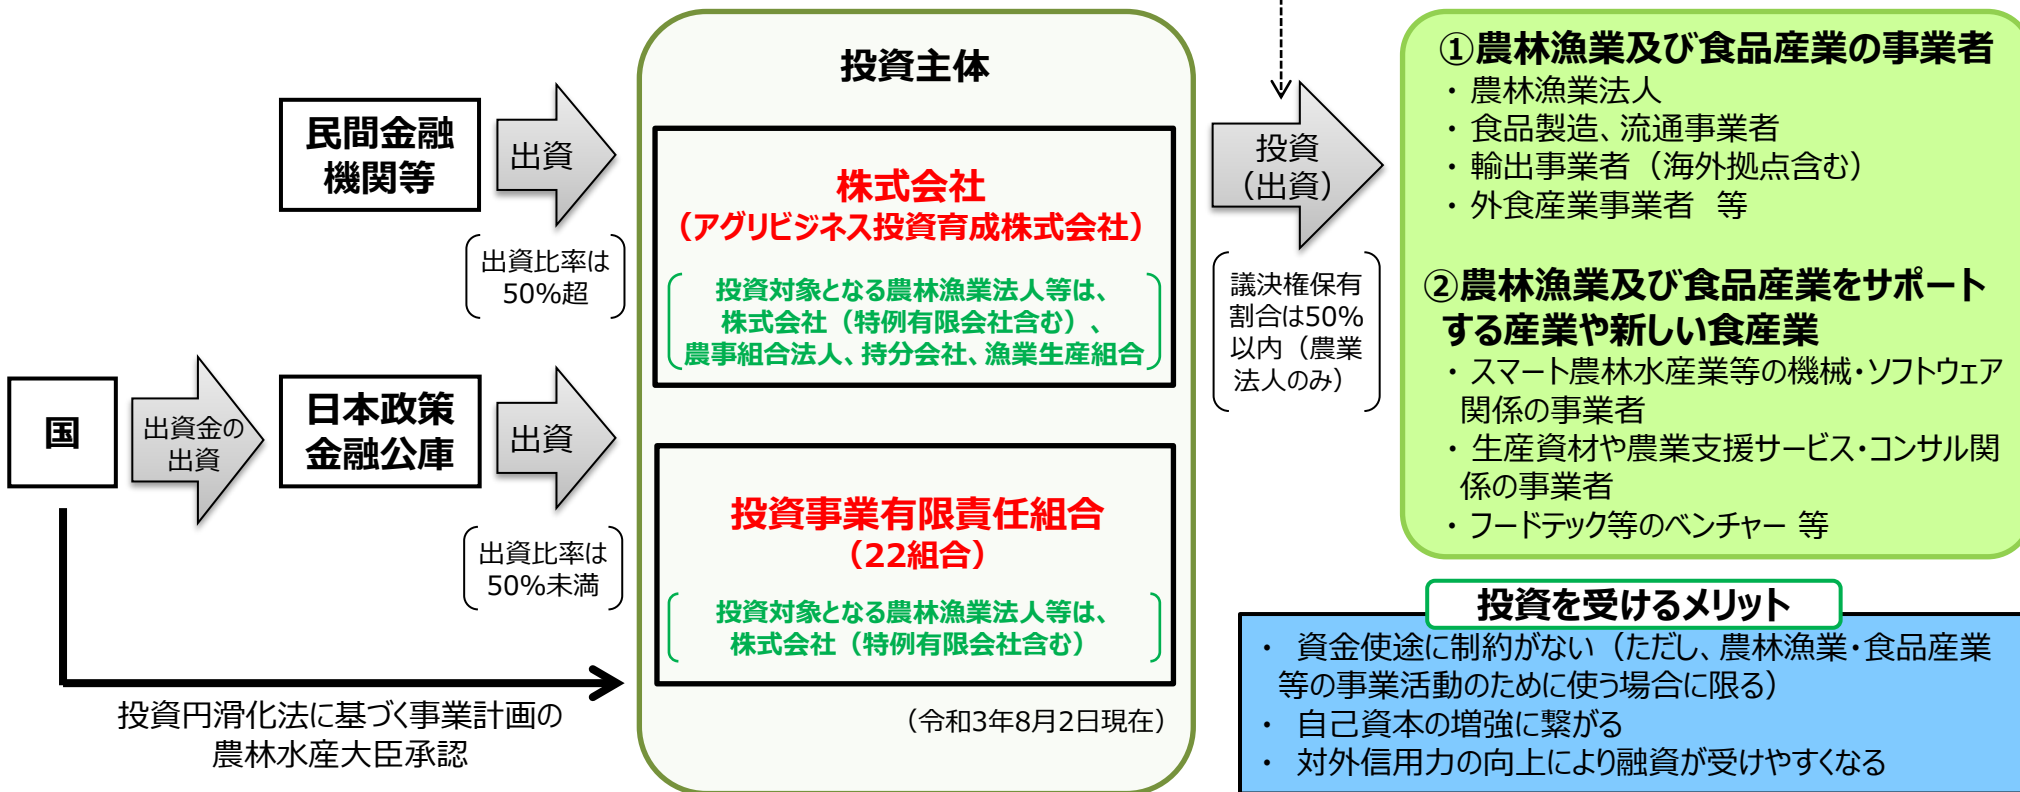 民間金融
機関等
出資
出資比率は
50%超
国
出資金の
出資
日本政策
金融公庫
出資
出資比率は
50%未満
投資円滑化法に基づく事業計画の
農林水産大臣承認
投資主体
株式会社
（アグリビジネス投資育成株式会社）
投資対象となる農林漁業法人等は、
株式会社（特例有限会社含む）、
農事組合法人、持分会社、漁業生産組合
投資事業有限責任組合
（22組合）
投資対象となる農林漁業法人等は、
株式会社（特例有限会社含む）
（令和3年8月2日現在）
投資
（出資）
議決権保有
割合は50%
以内（農業
法人のみ）
①農林漁業及び食品産業の事業者
・ 農林漁業法人
・ 食品製造、流通事業者
・ 輸出事業者（海外拠点含む）
・ 外食産業事業者 等
②農林漁業及び食品産業をサポート
する産業や新しい食産業
・ スマート農林水産業等の機械・ソフトウェア
関係の事業者
・ 生産資材や農業支援サービス・コンサル関
係の事業者
・ フードテック等のベンチャー 等
投資を受けるメリット
・ 資金使途に制約がない（ただし、農林漁業・食品産業
等の事業活動のために使う場合に限る）
・ 自己資本の増強に繋がる
・ 対外信用力の向上により融資が受けやすくなる